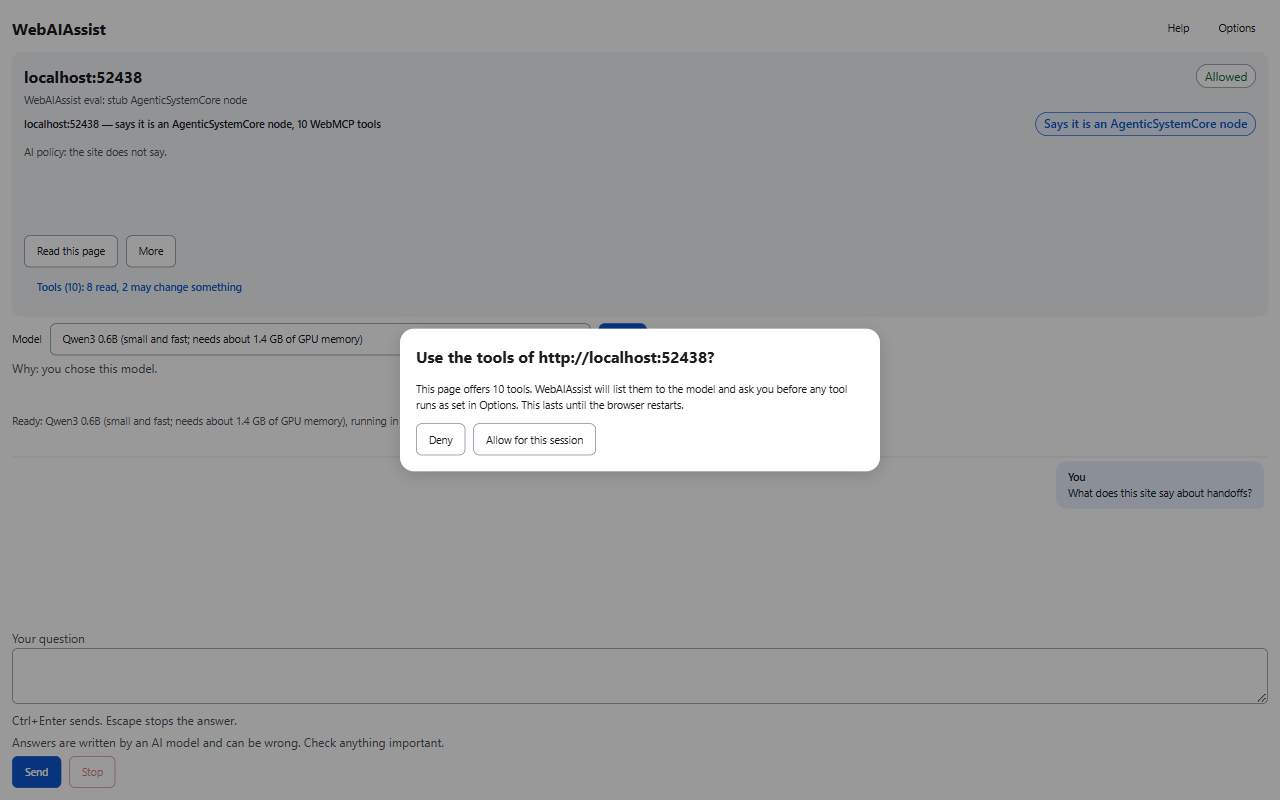 WebAIAssist
Help
Options
localhost:52438
Allowed
WebAIAssist eval: stub AgenticSystemCore node
localhost:52438 — says it is an AgenticSystemCore node, 10 WebMCP tools
Says it is an AgenticSystemCore node
AI policy: the site does not say.
Read this page
More
Tools (10): 8 read, 2 may change something
Model
Qwen3 0.6B (small and fast; needs about 1.4 GB of GPU memory)
Why: you chose this model.
Ready: Qwen3 0.6B (small and fast; needs about 1.4 GB of GPU memory), running in
Use the tools of http://localhost:52438?
This page offers 10 tools. WebAIAssist will list them to the model and ask you before any tool
runs as set in Options. This lasts until the browser restarts.
Deny
Allow for this session
You
What does this site say about handoffs?
Your question
Ctrl+Enter sends. Escape stops the answer.
Answers are written by an AI model and can be wrong. Check anything important.
Send
Stop